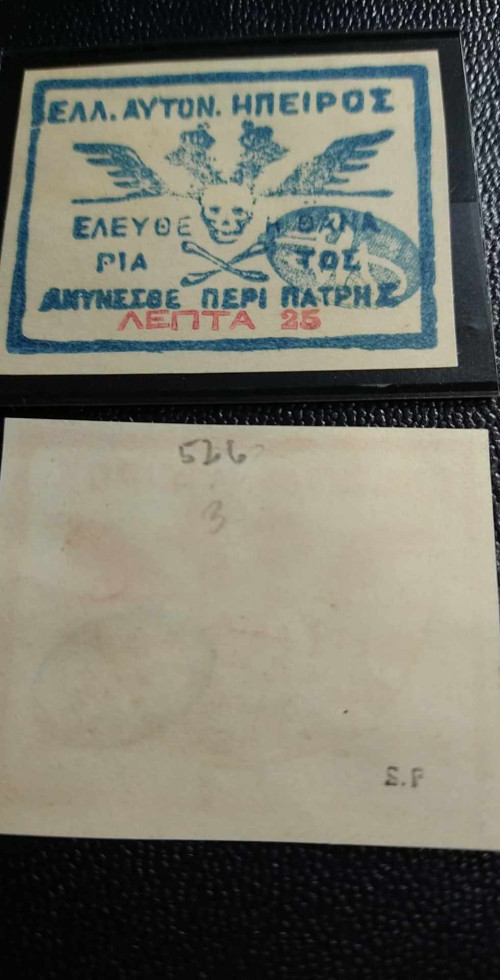 ΕΛΛ. ΑΥΤΟΝ. ΗΠΕΙΡΟΣ
ΕΛΕΥΘΕ Η ΘΑΝΑ
ΡΙΑ ΤΟΣ
ΑΜΥΝΕΣΘΕ ΠΕΡΙ ΠΑΤΡΗΣ
ΛΕΠΤΑ 25
526
3
S.P